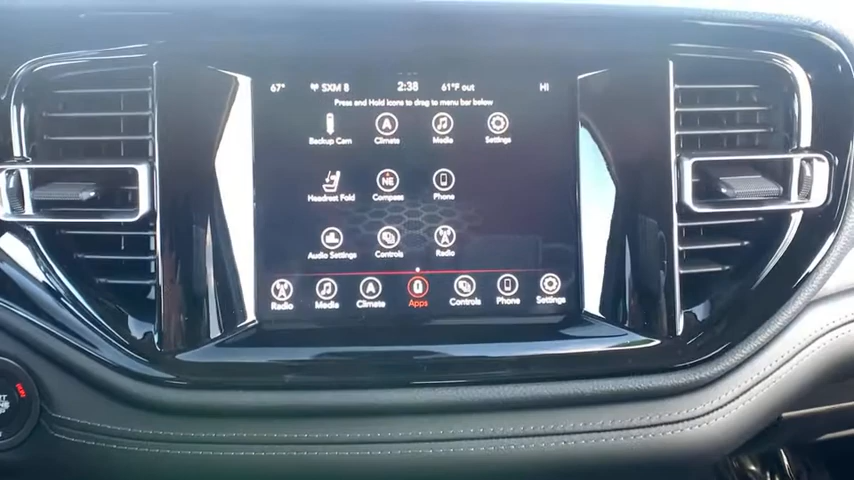 67° SXM 8 2:38 61°F out HI
Press and Hold Icons to drag to Menu bar below
Backup Cam Climate Media Settings
NE
Headrest Fold Compass Phone
Audio Settings Controls Radio
Radio Media Climate Apps Controls Phone Settings
RUN